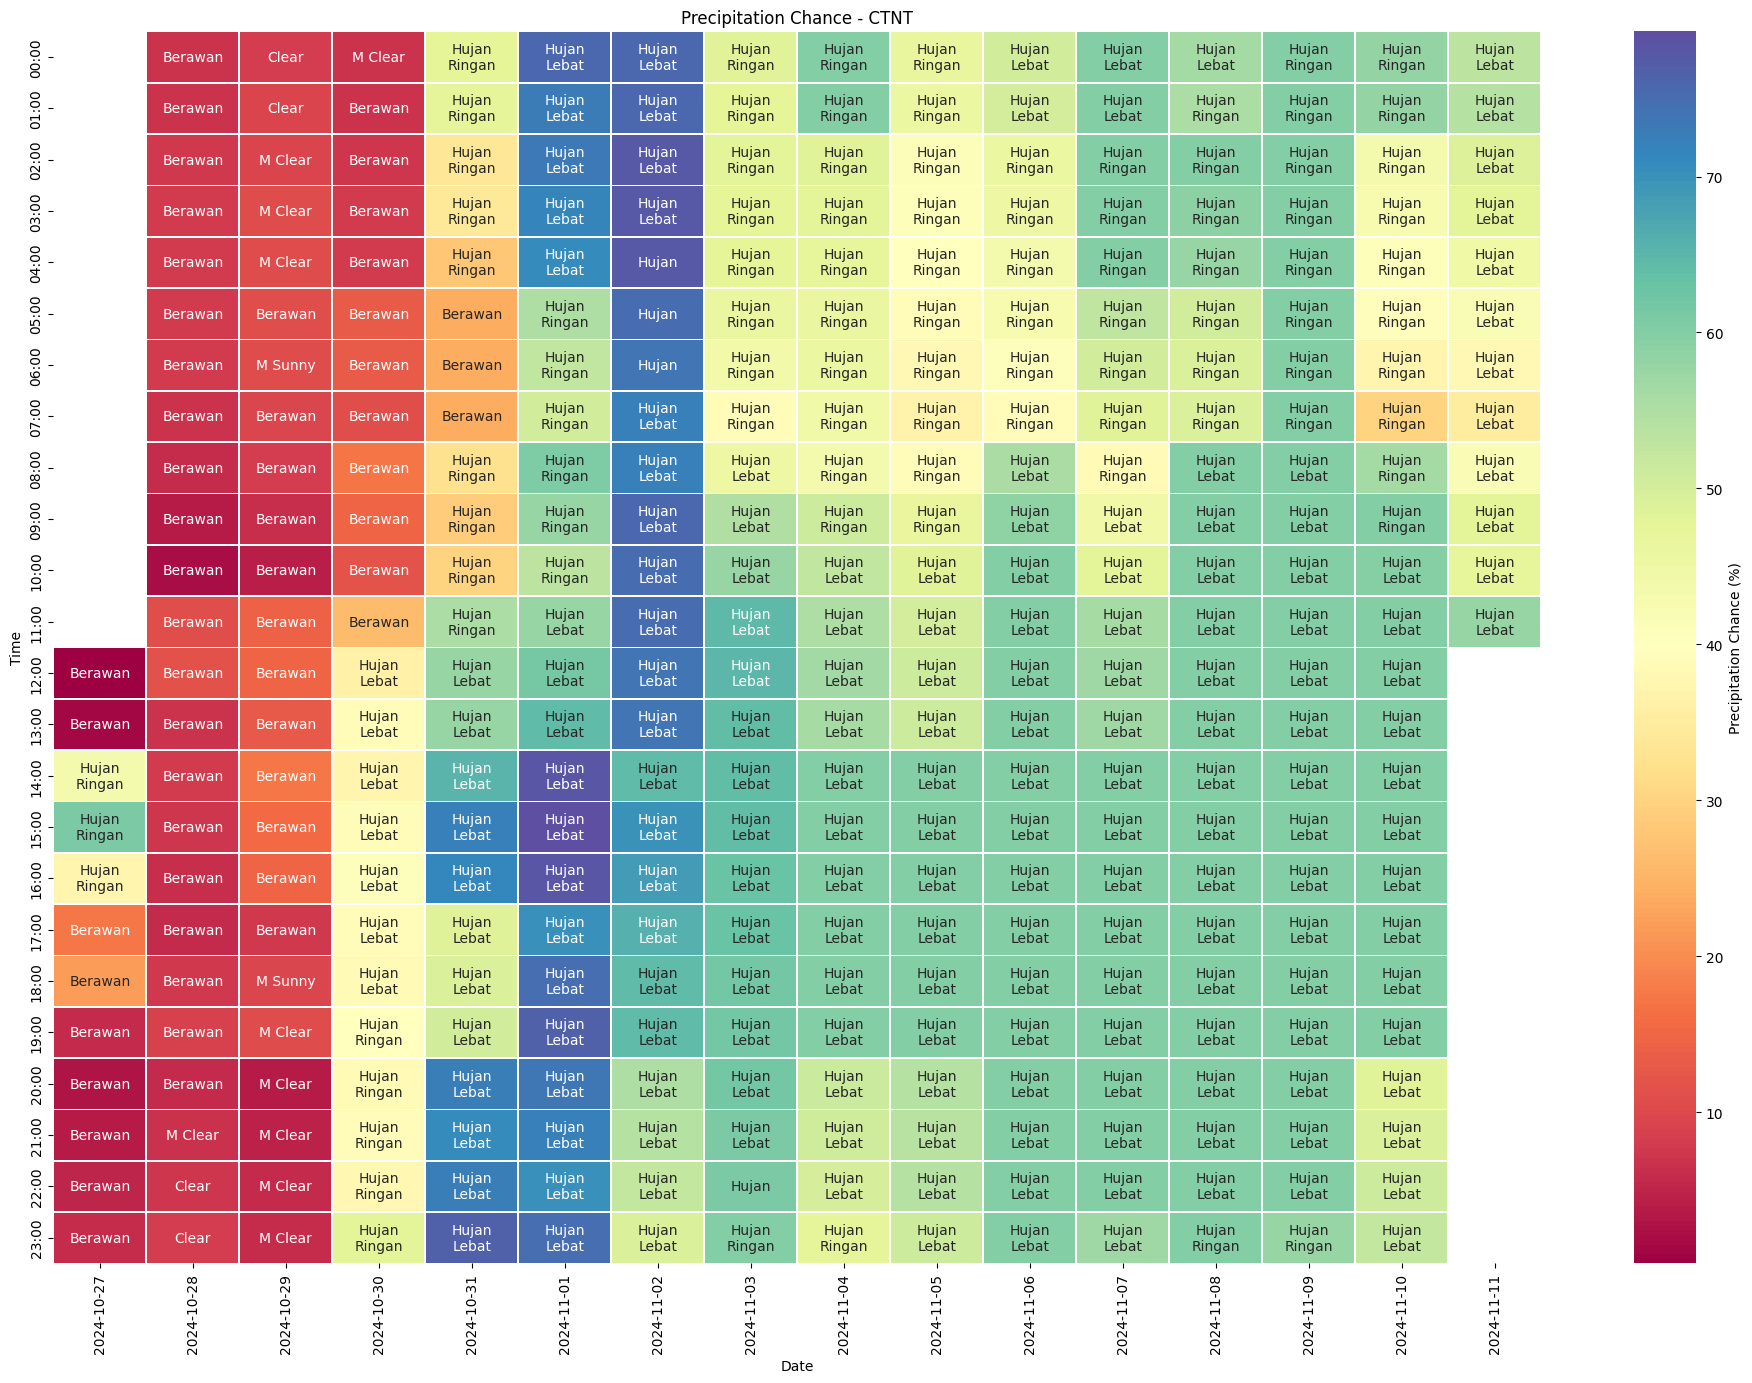 Precipitation Chance - CTNT
00:00 Berawan Clear M Clear Hujan Ringan Hujan Lebat Hujan Lebat Hujan Ringan Hujan Ringan Hujan Ringan Hujan Lebat Hujan Lebat Hujan Lebat Hujan Ringan Hujan Ringan Hujan Lebat
01:00 Berawan Clear Berawan Hujan Ringan Hujan Lebat Hujan Lebat Hujan Ringan Hujan Ringan Hujan Ringan Hujan Lebat Hujan Lebat Hujan Ringan Hujan Ringan Hujan Ringan Hujan Lebat
02:00 Berawan M Clear Berawan Hujan Ringan Hujan Lebat Hujan Lebat Hujan Ringan Hujan Ringan Hujan Ringan Hujan Ringan Hujan Ringan Hujan Ringan Hujan Ringan Hujan Ringan Hujan Lebat
03:00 Berawan M Clear Berawan Hujan Ringan Hujan Lebat Hujan Lebat Hujan Ringan Hujan Ringan Hujan Ringan Hujan Ringan Hujan Ringan Hujan Ringan Hujan Ringan Hujan Ringan Hujan Lebat
04:00 Berawan M Clear Berawan Hujan Ringan Hujan Lebat Hujan Hujan Ringan Hujan Ringan Hujan Ringan Hujan Ringan Hujan Ringan Hujan Ringan Hujan Ringan Hujan Ringan Hujan Lebat
05:00 Berawan Berawan Berawan Berawan Hujan Ringan Hujan Hujan Ringan Hujan Ringan Hujan Ringan Hujan Ringan Hujan Ringan Hujan Ringan Hujan Ringan Hujan Ringan Hujan Lebat
06:00 Berawan M Sunny Berawan Berawan Hujan Ringan Hujan Hujan Ringan Hujan Ringan Hujan Ringan Hujan Ringan Hujan Ringan Hujan Ringan Hujan Ringan Hujan Ringan Hujan Lebat
07:00 Berawan Berawan Berawan Berawan Hujan Ringan Hujan Lebat Hujan Ringan Hujan Ringan Hujan Ringan Hujan Ringan Hujan Ringan Hujan Ringan Hujan Ringan Hujan Ringan Hujan Lebat
08:00 Berawan Berawan Berawan Hujan Ringan Hujan Ringan Hujan Lebat Hujan Lebat Hujan Ringan Hujan Ringan Hujan Lebat Hujan Ringan Hujan Lebat Hujan Lebat Hujan Ringan Hujan Lebat
09:00 Berawan Berawan Berawan Hujan Ringan Hujan Ringan Hujan Lebat Hujan Lebat Hujan Ringan Hujan Ringan Hujan Lebat Hujan Lebat Hujan Lebat Hujan Lebat Hujan Ringan Hujan Lebat
10:00 Berawan Berawan Berawan Hujan Ringan Hujan Ringan Hujan Lebat Hujan Lebat Hujan Lebat Hujan Lebat Hujan Lebat Hujan Lebat Hujan Lebat Hujan Lebat Hujan Lebat Hujan Lebat
11:00 Berawan Berawan Berawan Hujan Ringan Hujan Lebat Hujan Lebat Hujan Lebat Hujan Lebat Hujan Lebat Hujan Lebat Hujan Lebat Hujan Lebat Hujan Lebat Hujan Lebat Hujan Lebat
12:00 Berawan Berawan Berawan Hujan Lebat Hujan Lebat Hujan Lebat Hujan Lebat Hujan Lebat Hujan Lebat Hujan Lebat Hujan Lebat Hujan Lebat Hujan Lebat Hujan Lebat Hujan Lebat
13:00 Berawan Berawan Berawan Hujan Lebat Hujan Lebat Hujan Lebat Hujan Lebat Hujan Lebat Hujan Lebat Hujan Lebat Hujan Lebat Hujan Lebat Hujan Lebat Hujan Lebat Hujan Lebat
14:00 Hujan Ringan Berawan Berawan Hujan Lebat Hujan Lebat Hujan Lebat Hujan Lebat Hujan Lebat Hujan Lebat Hujan Lebat Hujan Lebat Hujan Lebat Hujan Lebat Hujan Lebat Hujan Lebat
15:00 Hujan Ringan Berawan Berawan Hujan Lebat Hujan Lebat Hujan Lebat Hujan Lebat Hujan Lebat Hujan Lebat Hujan Lebat Hujan Lebat Hujan Lebat Hujan Lebat Hujan Lebat Hujan Lebat
16:00 Hujan Ringan Berawan Berawan Hujan Lebat Hujan Lebat Hujan Lebat Hujan Lebat Hujan Lebat Hujan Lebat Hujan Lebat Hujan Lebat Hujan Lebat Hujan Lebat Hujan Lebat Hujan Lebat
17:00 Berawan Berawan Berawan Hujan Lebat Hujan Lebat Hujan Lebat Hujan Lebat Hujan Lebat Hujan Lebat Hujan Lebat Hujan Lebat Hujan Lebat Hujan Lebat Hujan Lebat Hujan Lebat
18:00 Berawan Berawan M Sunny Hujan Lebat Hujan Lebat Hujan Lebat Hujan Lebat Hujan Lebat Hujan Lebat Hujan Lebat Hujan Lebat Hujan Lebat Hujan Lebat Hujan Lebat Hujan Lebat
19:00 Berawan Berawan M Clear Hujan Ringan Hujan Lebat Hujan Lebat Hujan Lebat Hujan Lebat Hujan Lebat Hujan Lebat Hujan Lebat Hujan Lebat Hujan Lebat Hujan Lebat Hujan Lebat
20:00 Berawan Berawan M Clear Hujan Ringan Hujan Lebat Hujan Lebat Hujan Lebat Hujan Lebat Hujan Lebat Hujan Lebat Hujan Lebat Hujan Lebat Hujan Lebat Hujan Lebat Hujan Lebat
21:00 Berawan M Clear M Clear Hujan Ringan Hujan Lebat Hujan Lebat Hujan Lebat Hujan Lebat Hujan Lebat Hujan Lebat Hujan Lebat Hujan Lebat Hujan Lebat Hujan Lebat Hujan Lebat
22:00 Berawan Clear M Clear Hujan Ringan Hujan Lebat Hujan Lebat Hujan Lebat Hujan Hujan Lebat Hujan Lebat Hujan Lebat Hujan Lebat Hujan Lebat Hujan Lebat Hujan Lebat
23:00 Berawan Clear M Clear Hujan Ringan Hujan Lebat Hujan Lebat Hujan Lebat Hujan Ringan Hujan Ringan Hujan Lebat Hujan Lebat Hujan Lebat Hujan Ringan Hujan Ringan Hujan Lebat
2024-10-27 2024-10-28 2024-10-29 2024-10-30 2024-10-31 2024-11-01 2024-11-02 2024-11-03 2024-11-04 2024-11-05 2024-11-06 2024-11-07 2024-11-08 2024-11-09 2024-11-10 2024-11-11
Date
Time
70
60
50
40
30
20
10
Precipitation Chance (%)